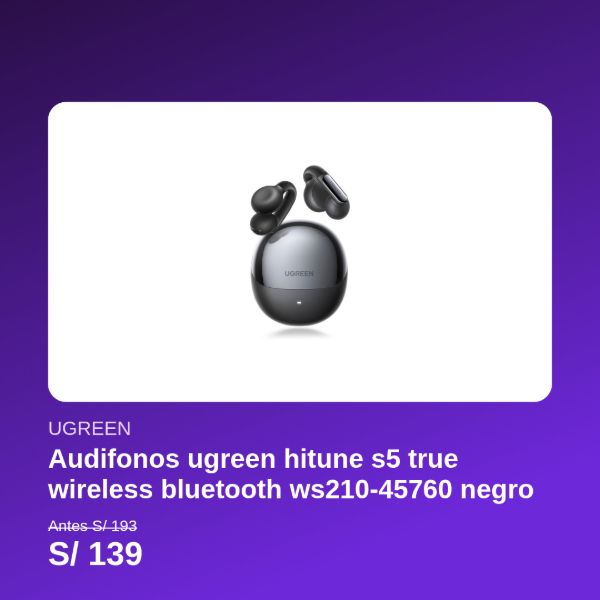 UGREEN
UGREEN
Audifonos ugreen hitune s5 true
wireless bluetooth ws210-45760 negro
Antes S/ 193
S/ 139